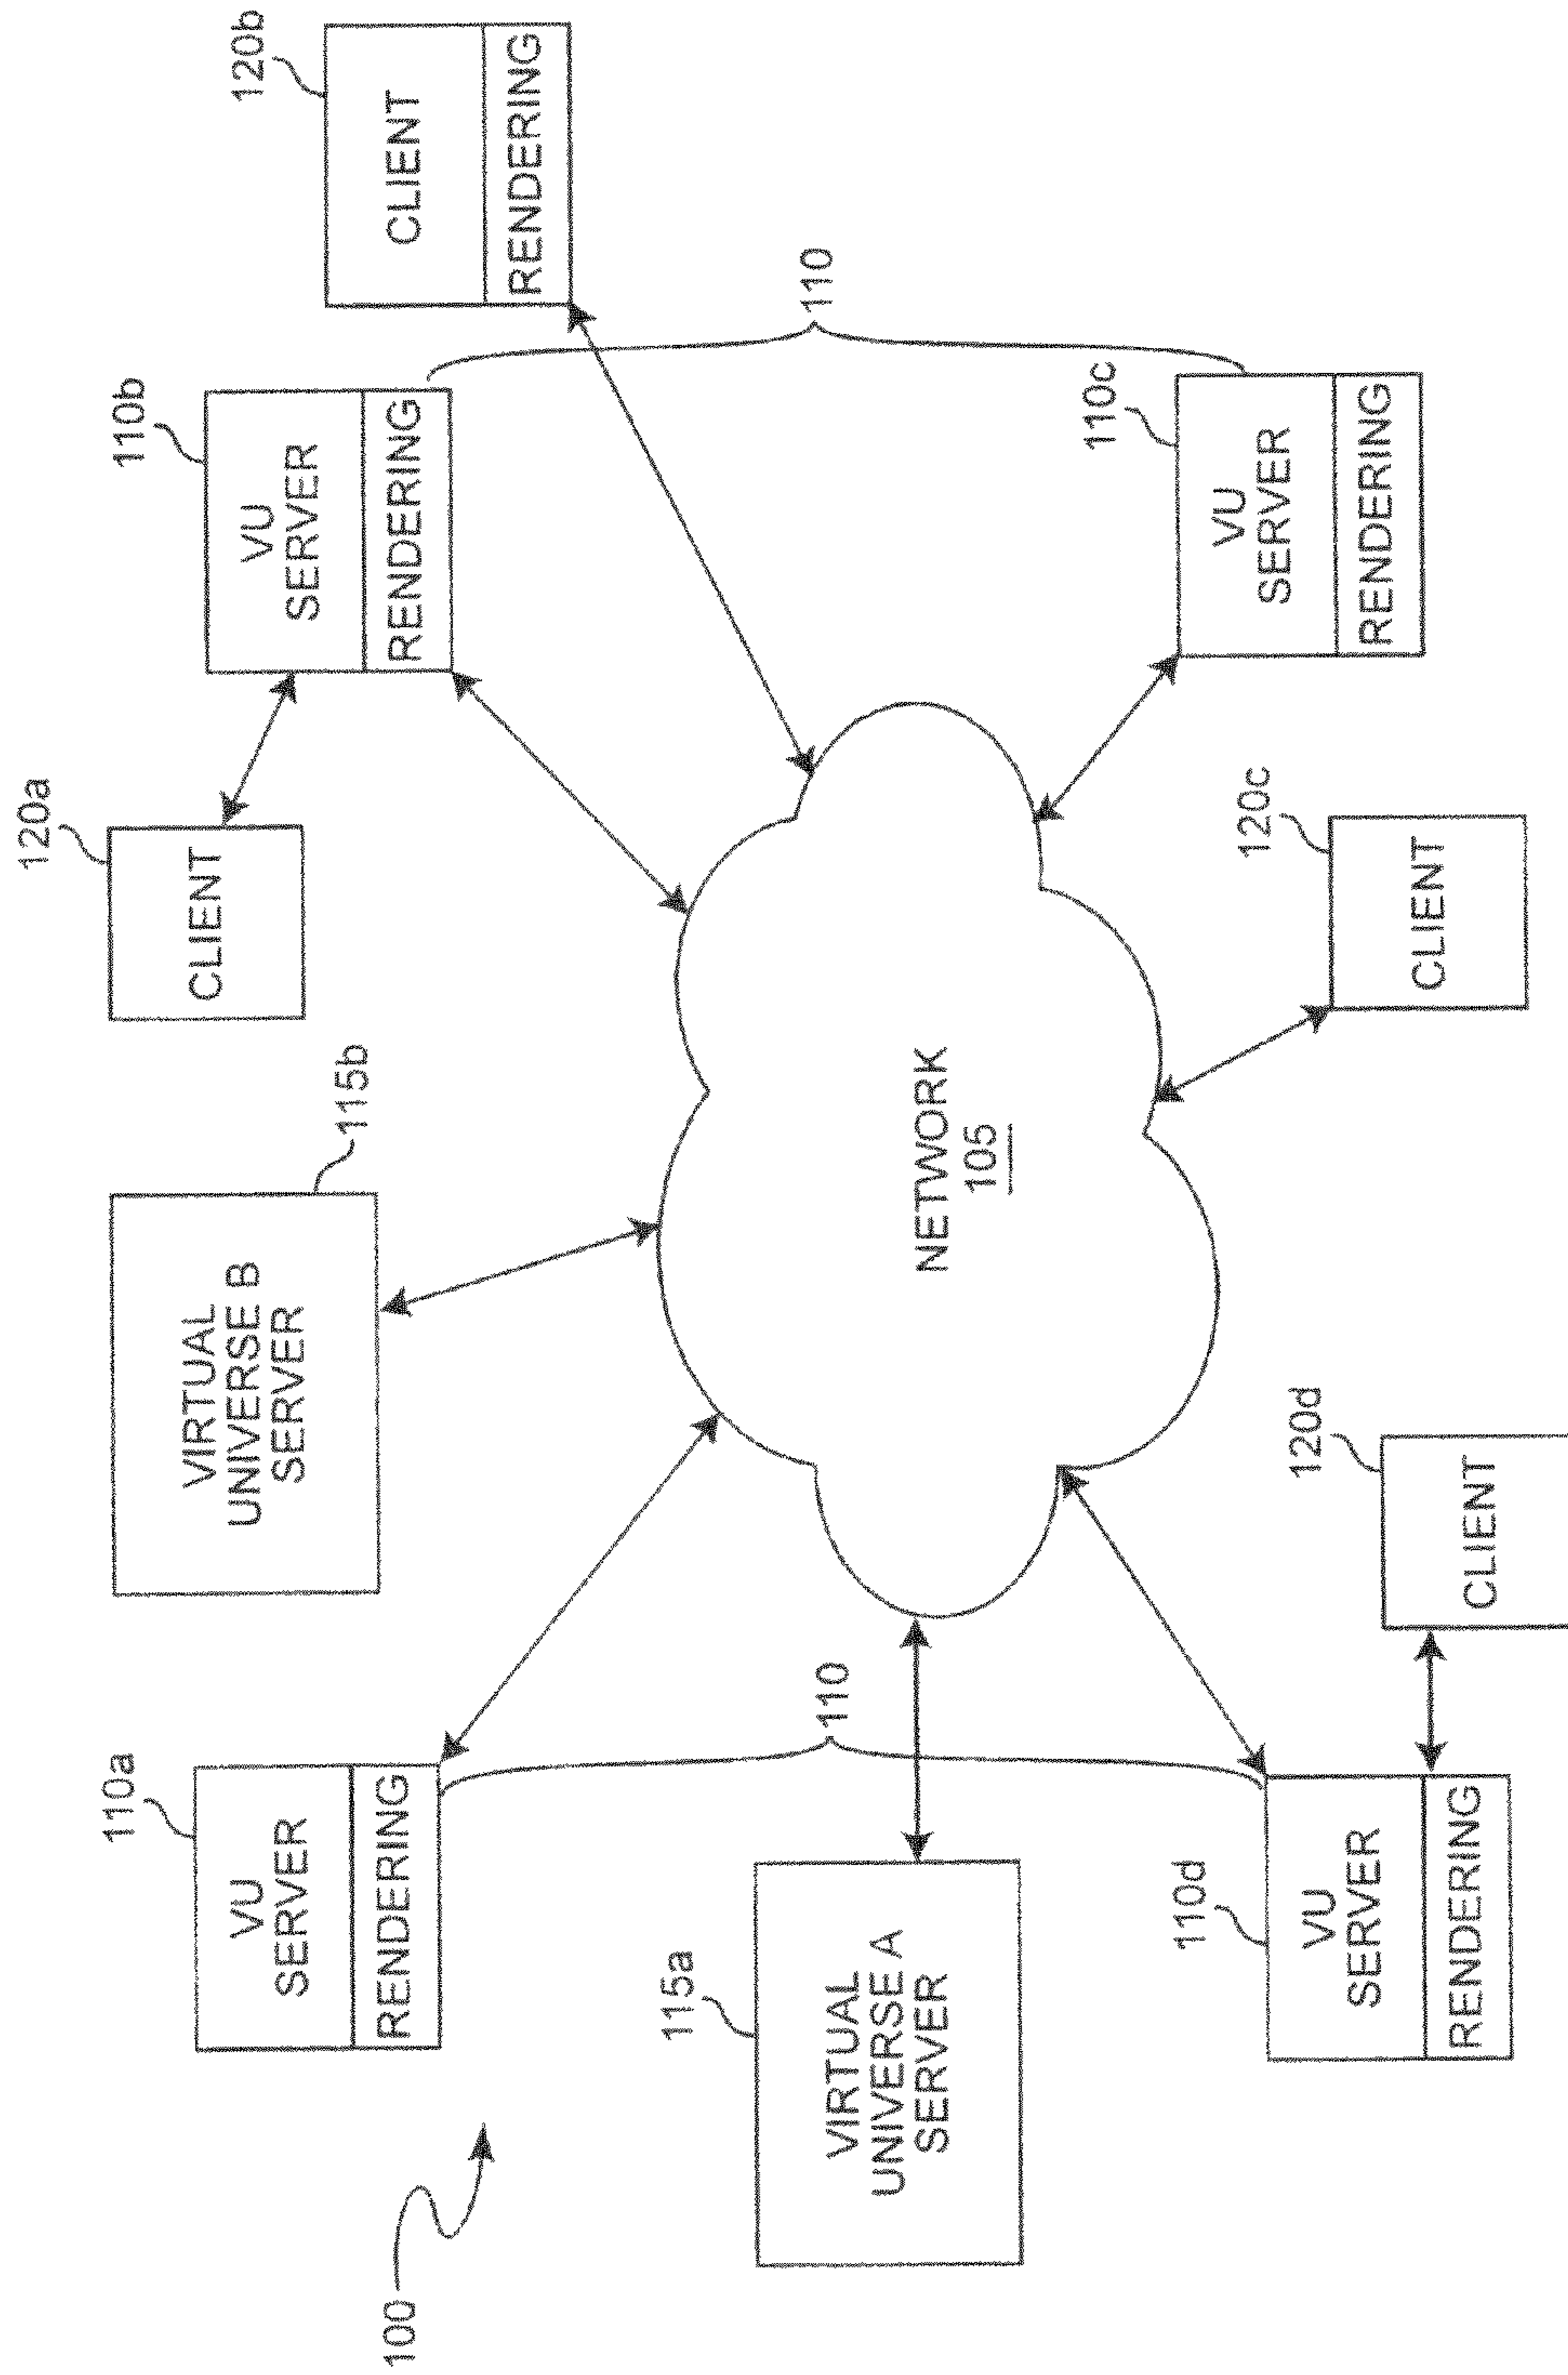 120a
110a
110b
120b
VIRTUAL
UNIVERSE B
SERVER
115b
CLIENT
VU
SERVER
RENDERING
VU
SERVER
RENDERING
CLIENT
RENDERING
100
115a
110
110
VIRTUAL
UNIVERSE A
SERVER
NETWORK
105
110c
110d
120c
120d
VU
SERVER
RENDERING
VU
SERVER
RENDERING
CLIENT
CLIENT